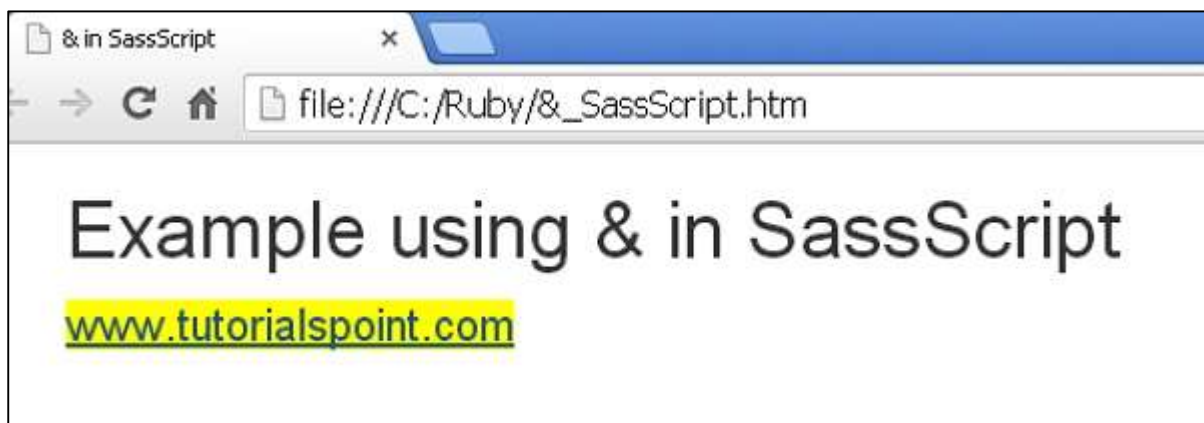 & in SassScript
file:///C:/Ruby/&_SassScript.htm
Example using & in SassScript
www.tutorialspoint.com